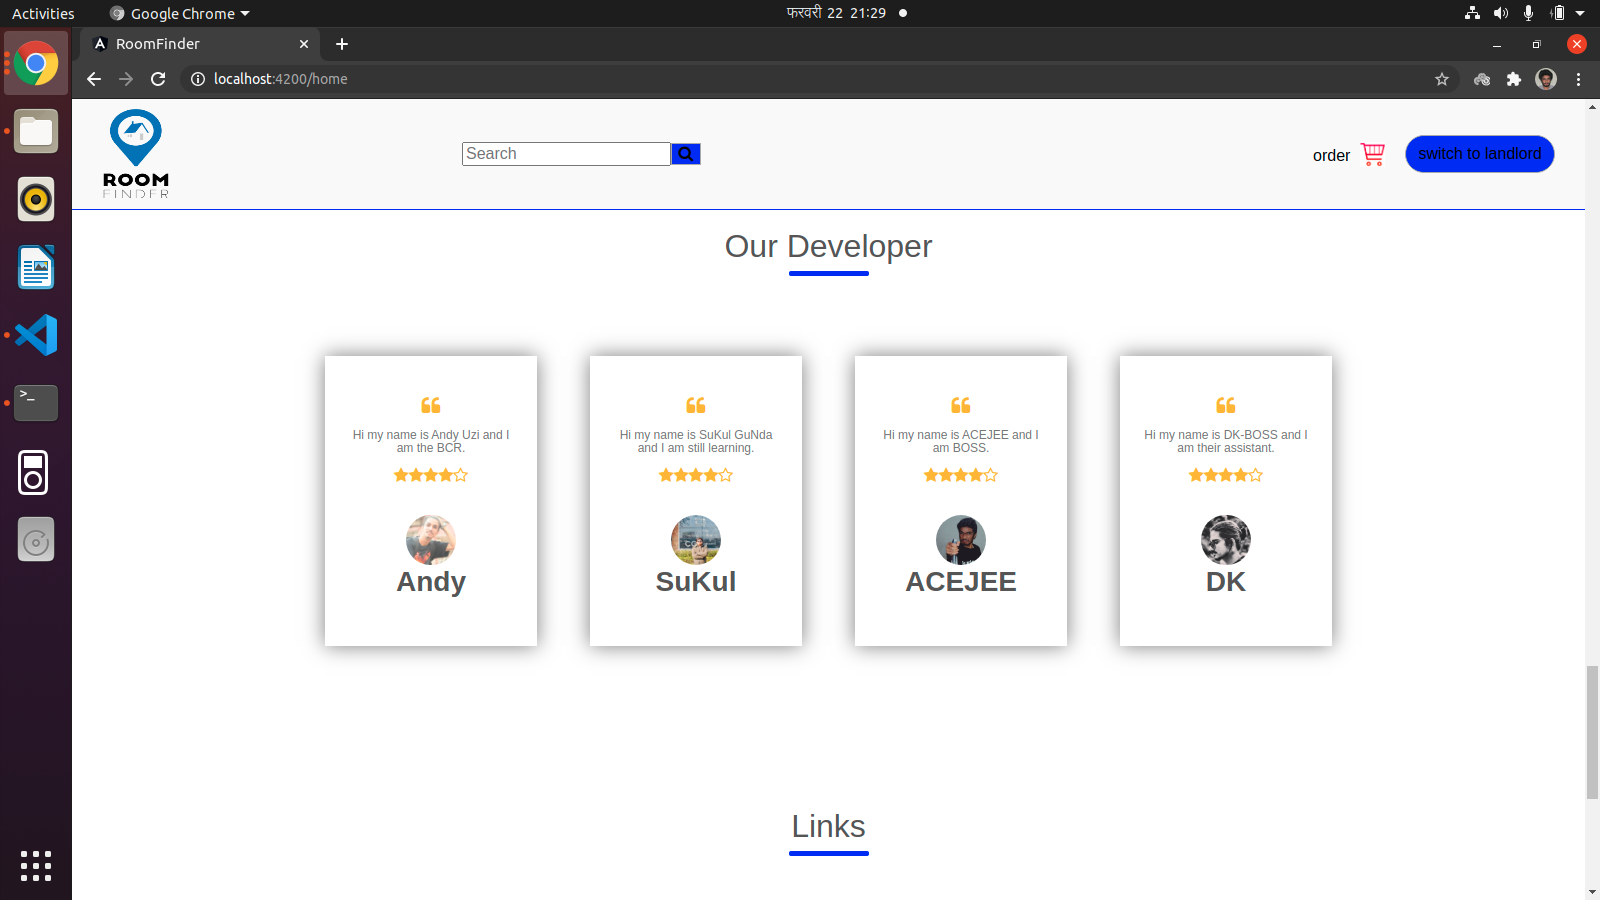 Activities
Google Chrome
फरवरी 22 21:29
RoomFinder
localhost:4200/home
ROOM
FINDER
Search
order
switch to landlord
Our Developer
Hi my name is Andy Uzi and I
am the BCR.
Andy
Hi my name is SuKul GuNda
and I am still learning.
SuKul
Hi my name is ACEJEE and I
am BOSS.
ACEJEE
Hi my name is DK-BOSS and I
am their assistant.
DK
Links